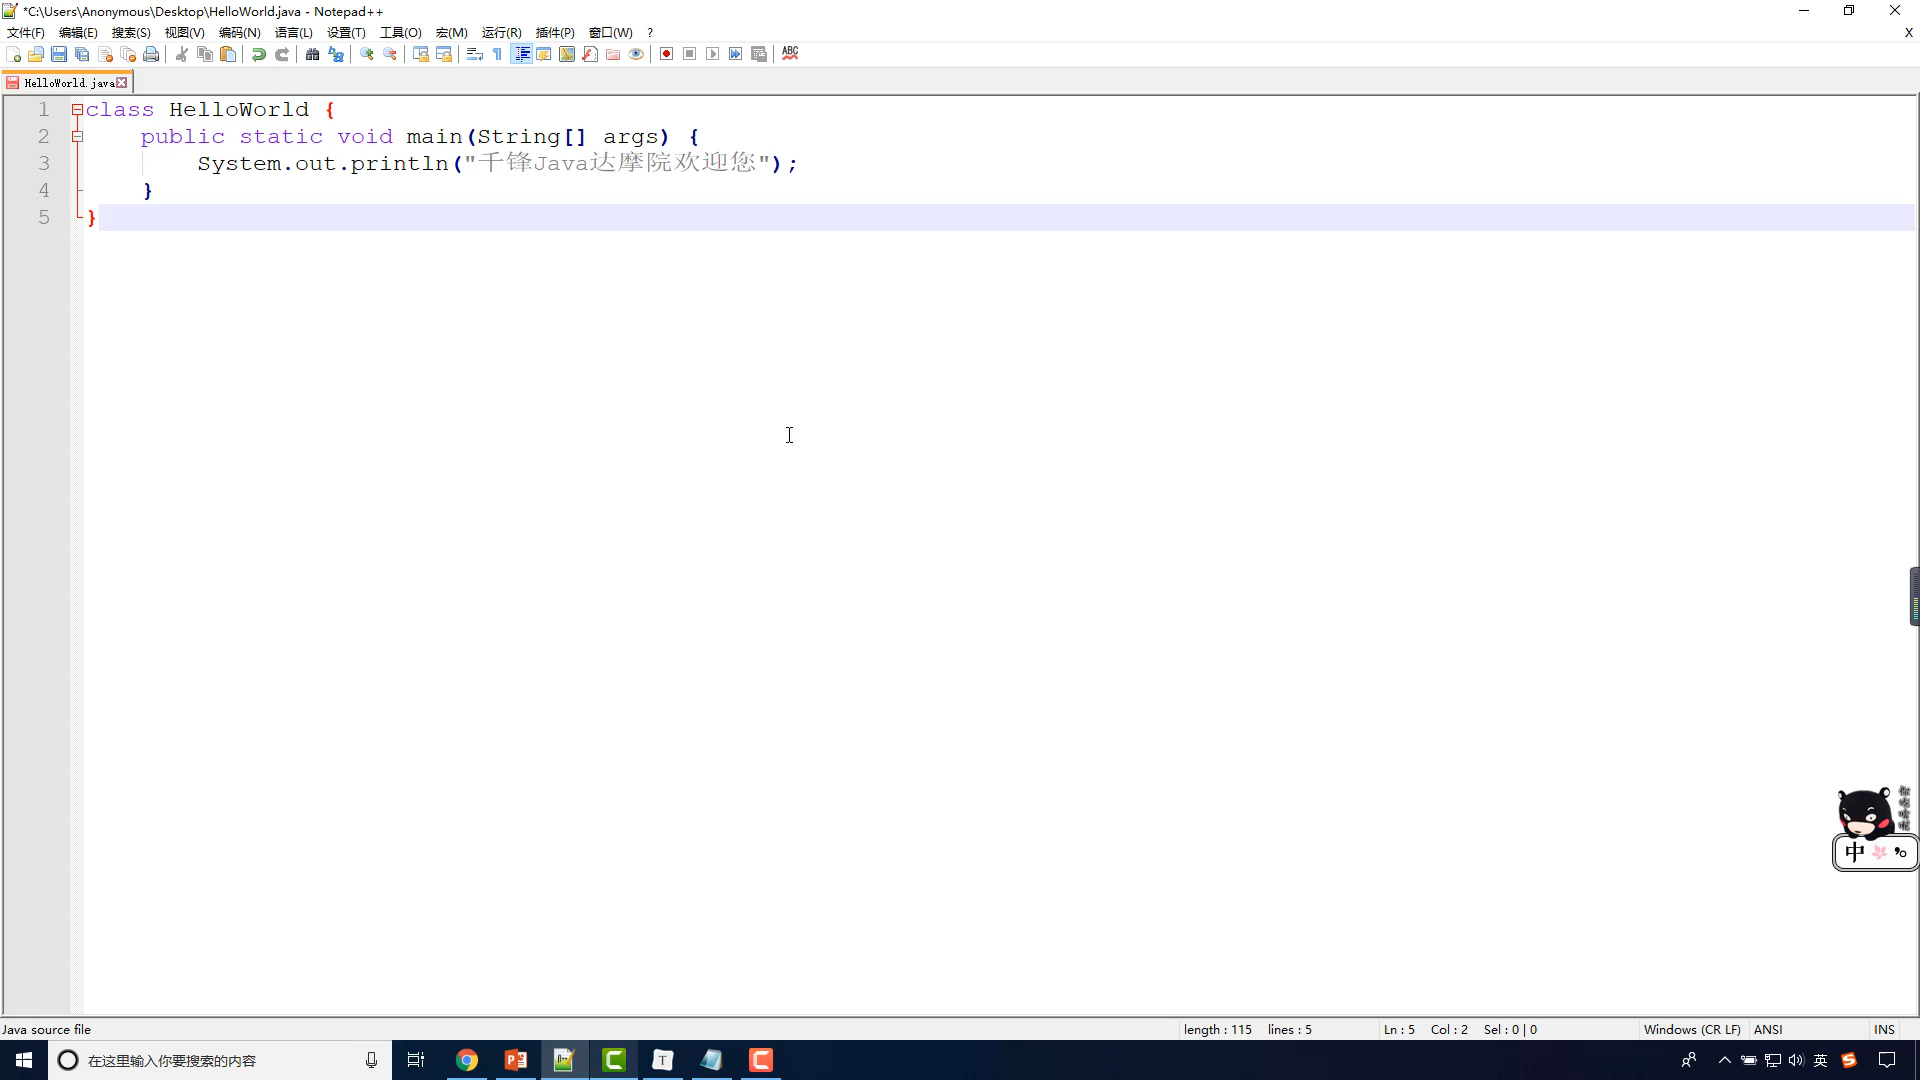 *C:\Users\Anonymous\Desktop\HelloWorld.java - Notepad++
文件(F) 编辑(E) 搜索(S) 视图(V) 编码(N) 语言(L) 设置(T) 工具(O) 宏(M) 运行(R) 插件(P) 窗口(W) ? X
ABC
HelloWorld.java
1 class HelloWorld {
2 public static void main(String[] args) {
3 System.out.println("千锋Java达摩院欢迎您");
4 }
5 }
中
Java source file length : 115 lines : 5 Ln : 5 Col : 2 Sel : 0 | 0 Windows (CR LF) ANSI INS
在这里输入你要搜索的内容 英